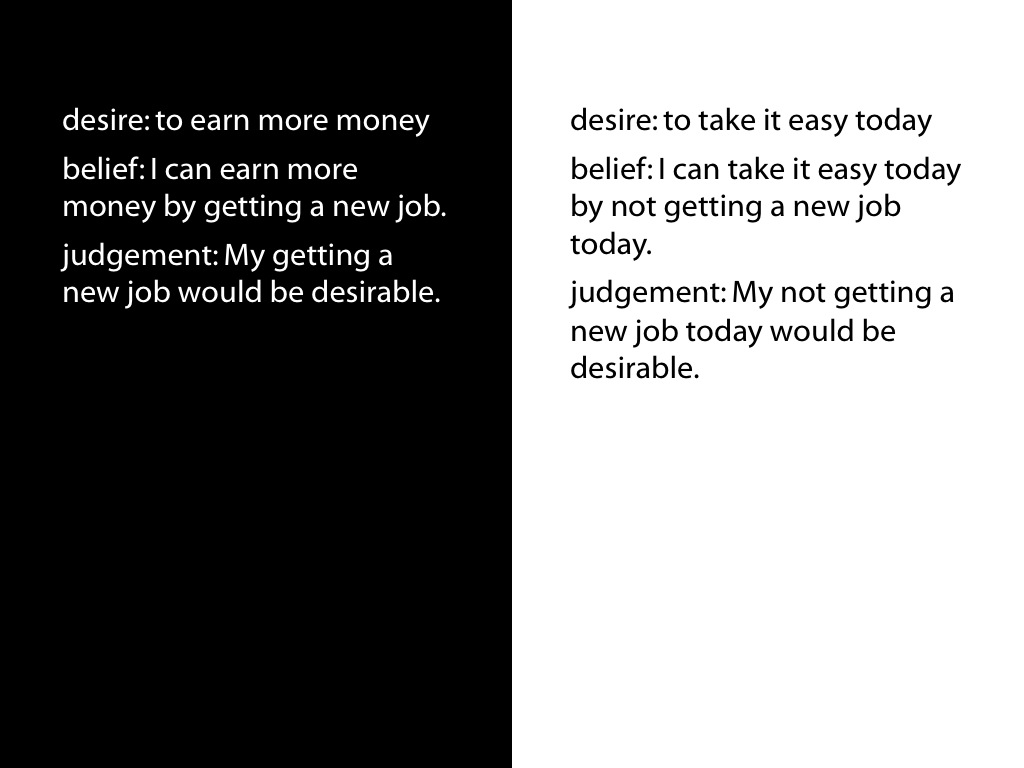 desire: to earn more money
belief: I can earn more
money by getting a new job.
judgement: My getting a
new job would be desirable.
desire: to take it easy today
belief: I can take it easy today
by not getting a new job
today.
judgement: My not getting a
new job today would be
desirable.